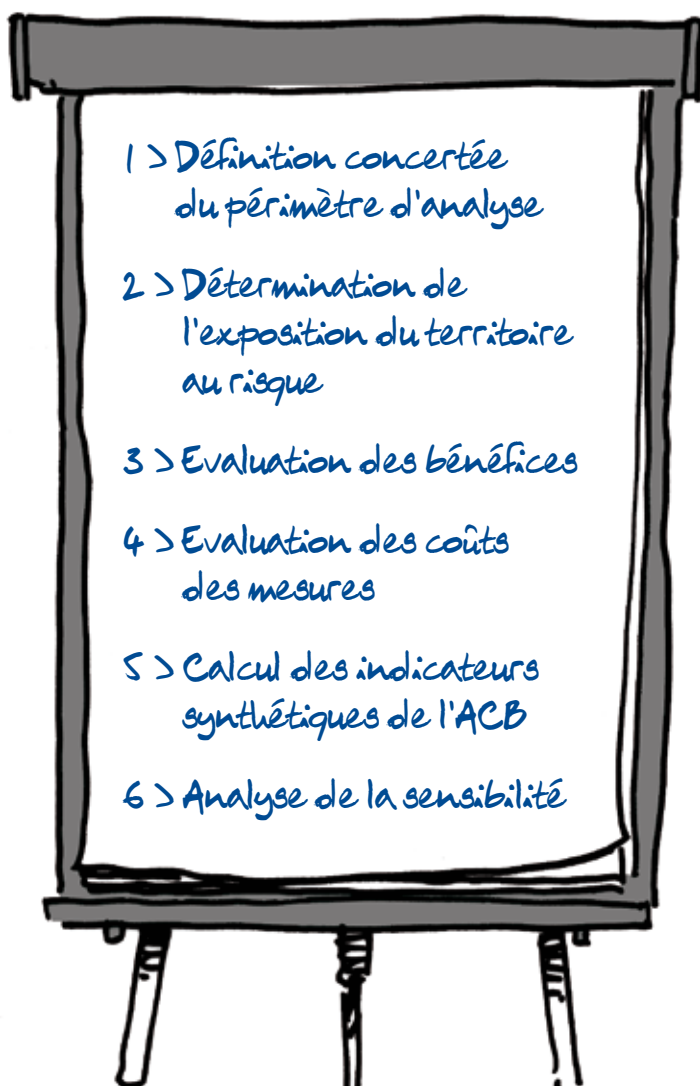 1 > Définition concertée
du périmètre d'analyse
2 > Détermination de
l'exposition du territoire
au risque
3 > Evaluation des bénéfices
4 > Evaluation des coûts
des mesures
5 > Calcul des indicateurs
synthétiques de l'ACB
6 > Analyse de la sensibilité